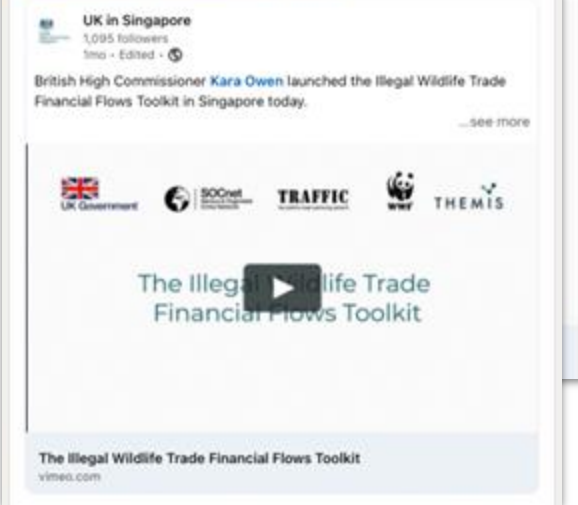 UK in Singapore
1,095 followers
1mo • Edited •
British High Commissioner Kara Owen launched the Illegal Wildlife Trade
Financial Flows Toolkit in Singapore today.
...see more
UK Government
SOCnet
TRAFFIC
WWF
THEMIS
The Illegal Wildlife Trade
Financial Flows Toolkit
The Illegal Wildlife Trade Financial Flows Toolkit
vimeo.com